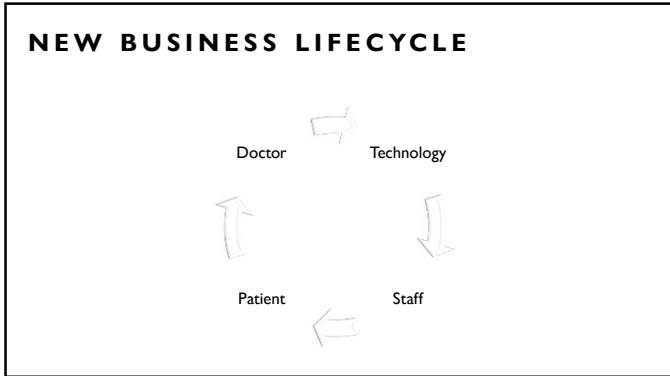 NEW BUSINESS LIFECYCLE
Doctor
Technology
Patient
Staff